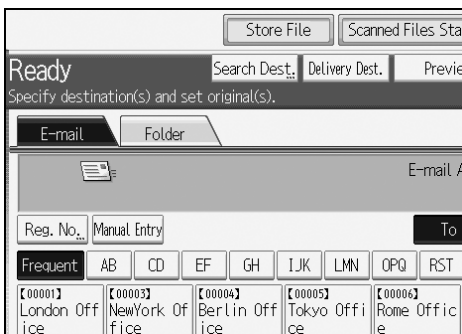 Store File Scanned Files Sta
Ready Search Dest. Delivery Dest. Previe
Specify destination(s) and set original(s).
E-mail Folder
E-mail A
Reg. No. Manual Entry To
Frequent AB CD EF GH IJK LMN OPQ RST
【00001】 【00003】 【00004】 【00005】 【00006】
London Off NewYork Of Berlin Off Tokyo Offi Rome Offic
ice ffice ice ce e